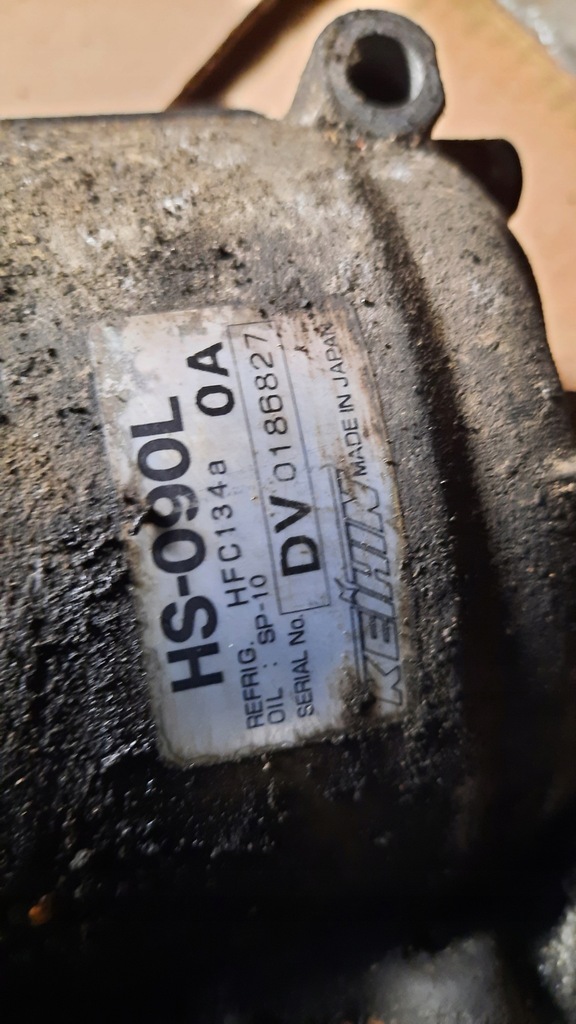 HS-090L
REFRIG. HFC134a 0A
OIL : SP-10
SERIAL No. DV 0186827
KEIHIN MADE IN JAPAN